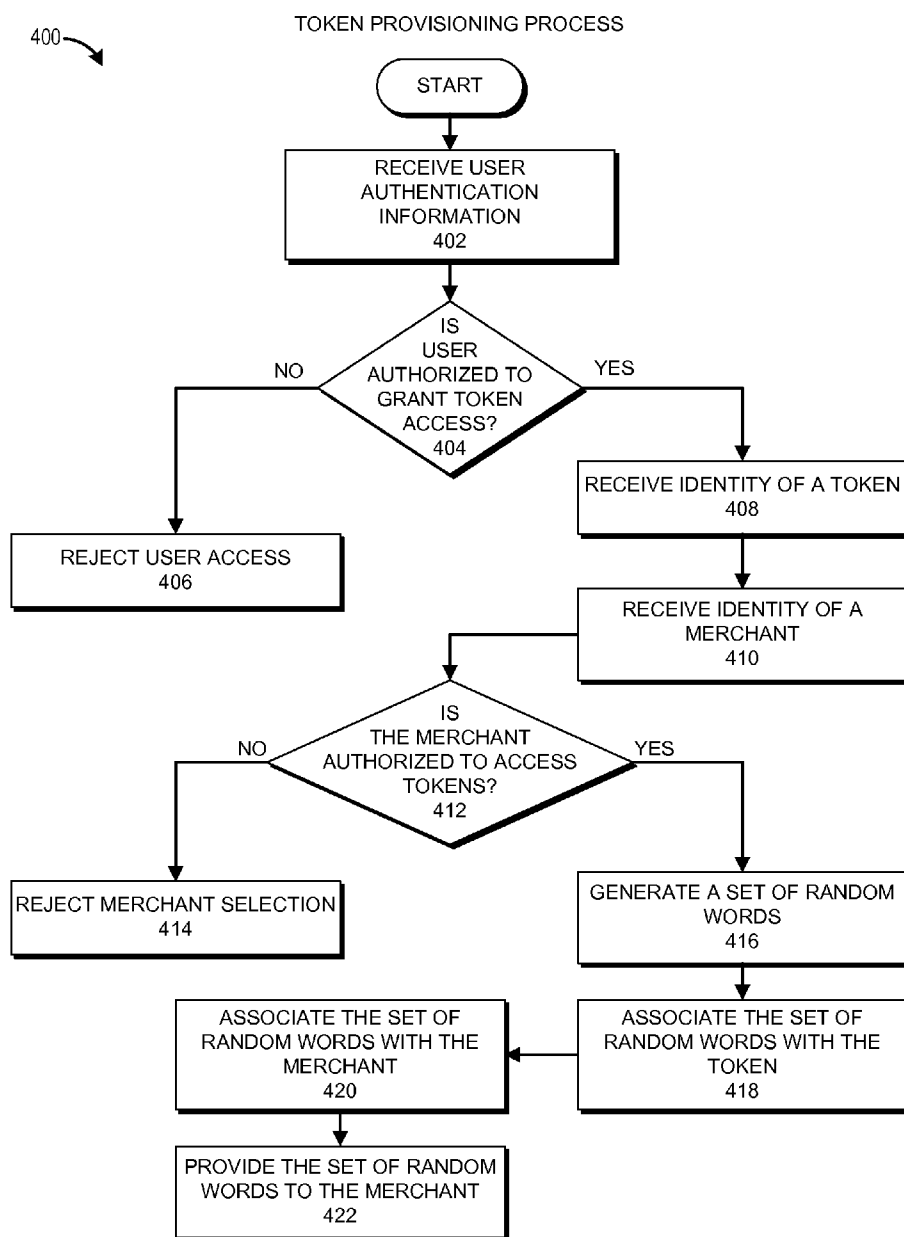 TOKEN PROVISIONING PROCESS
400
START
RECEIVE USER
AUTHENTICATION
INFORMATION
402
IS
USER
AUTHORIZED TO
GRANT TOKEN
ACCESS?
404
NO
YES
REJECT USER ACCESS
406
RECEIVE IDENTITY OF A TOKEN
408
RECEIVE IDENTITY OF A
MERCHANT
410
IS
THE MERCHANT
AUTHORIZED TO ACCESS
TOKENS?
412
NO
YES
REJECT MERCHANT SELECTION
414
GENERATE A SET OF RANDOM
WORDS
416
ASSOCIATE THE SET OF
RANDOM WORDS WITH THE
TOKEN
418
ASSOCIATE THE SET OF
RANDOM WORDS WITH THE
MERCHANT
420
PROVIDE THE SET OF RANDOM
WORDS TO THE MERCHANT
422